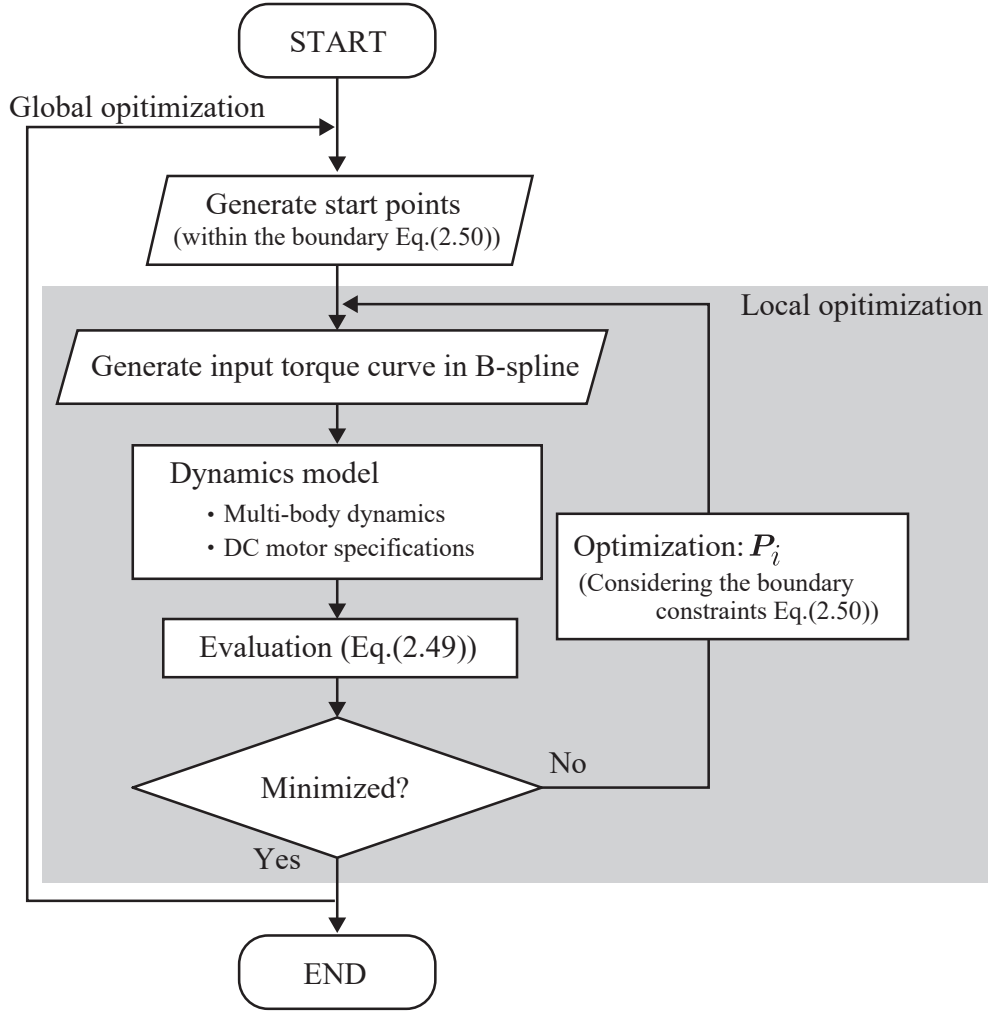 START
Global opitimization
Generate start points
(within the boundary Eq.(2.50))
Local opitimization
Generate input torque curve in B-spline
Dynamics model
・Multi-body dynamics
・DC motor specifications
Optimization: P_i
(Considering the boundary
constraints Eq.(2.50))
Evaluation (Eq.(2.49))
Minimized?
No
Yes
END